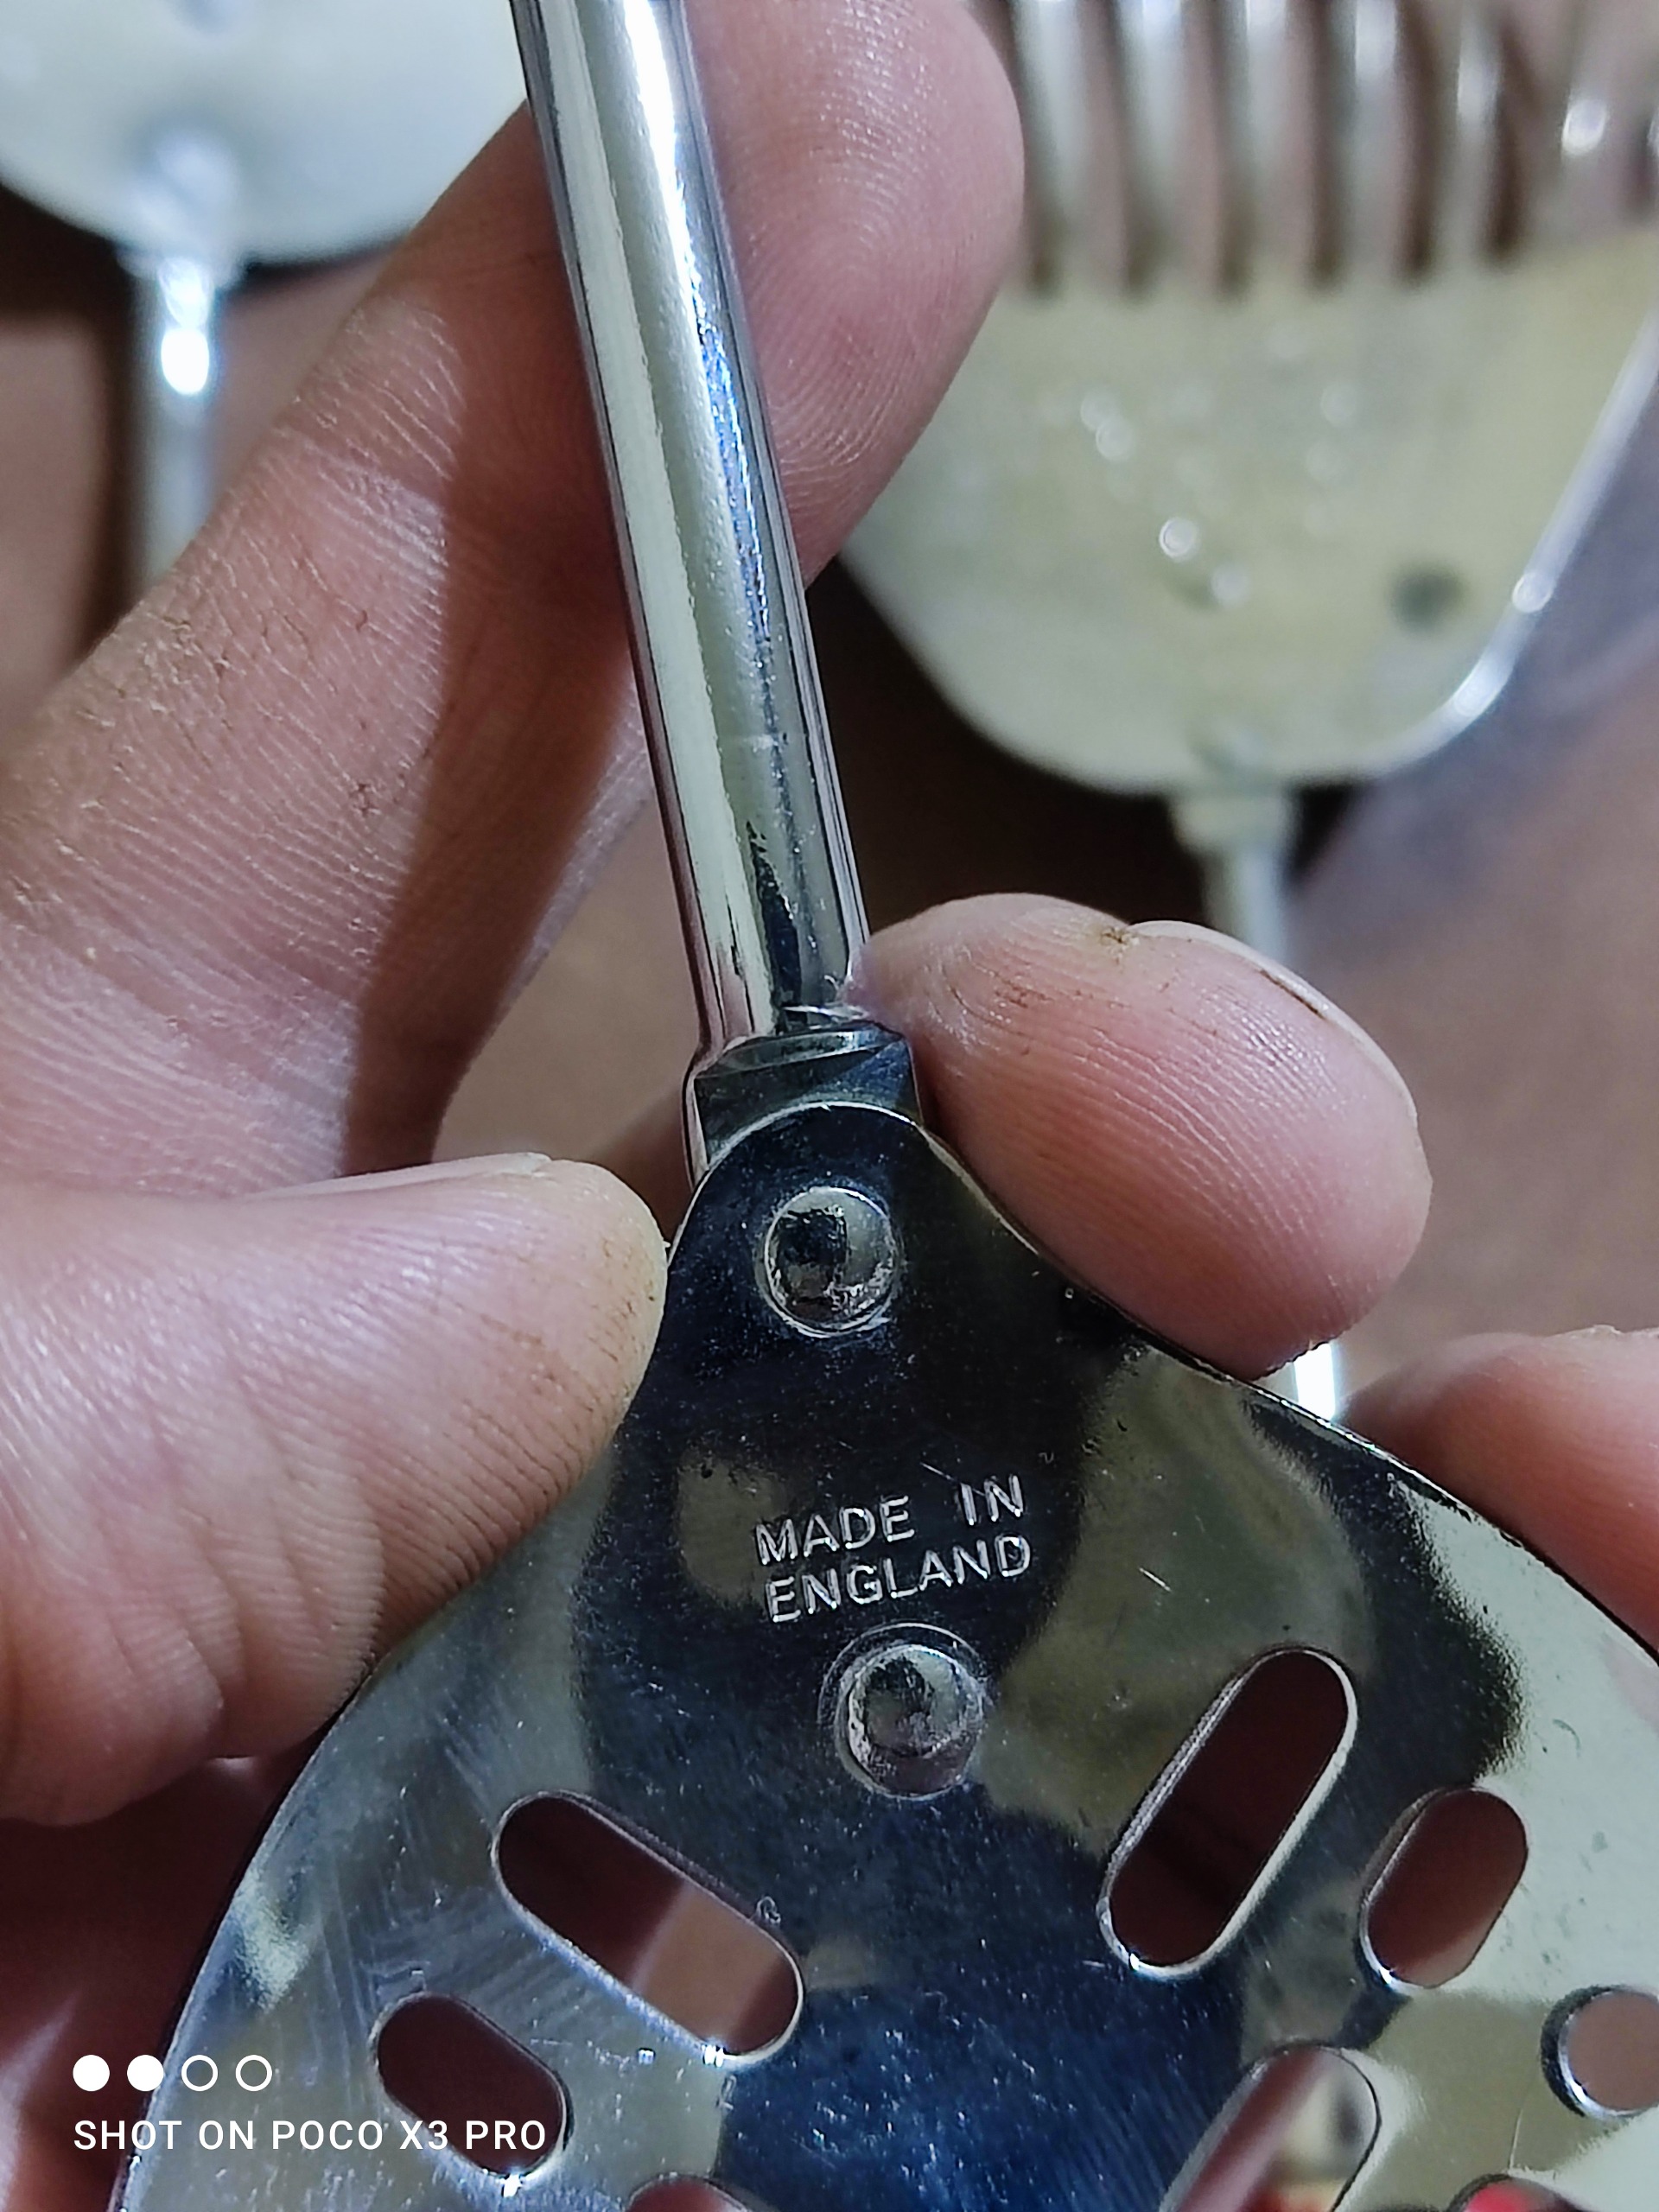 MADE IN
ENGLAND
SHOT ON POCO X3 PRO